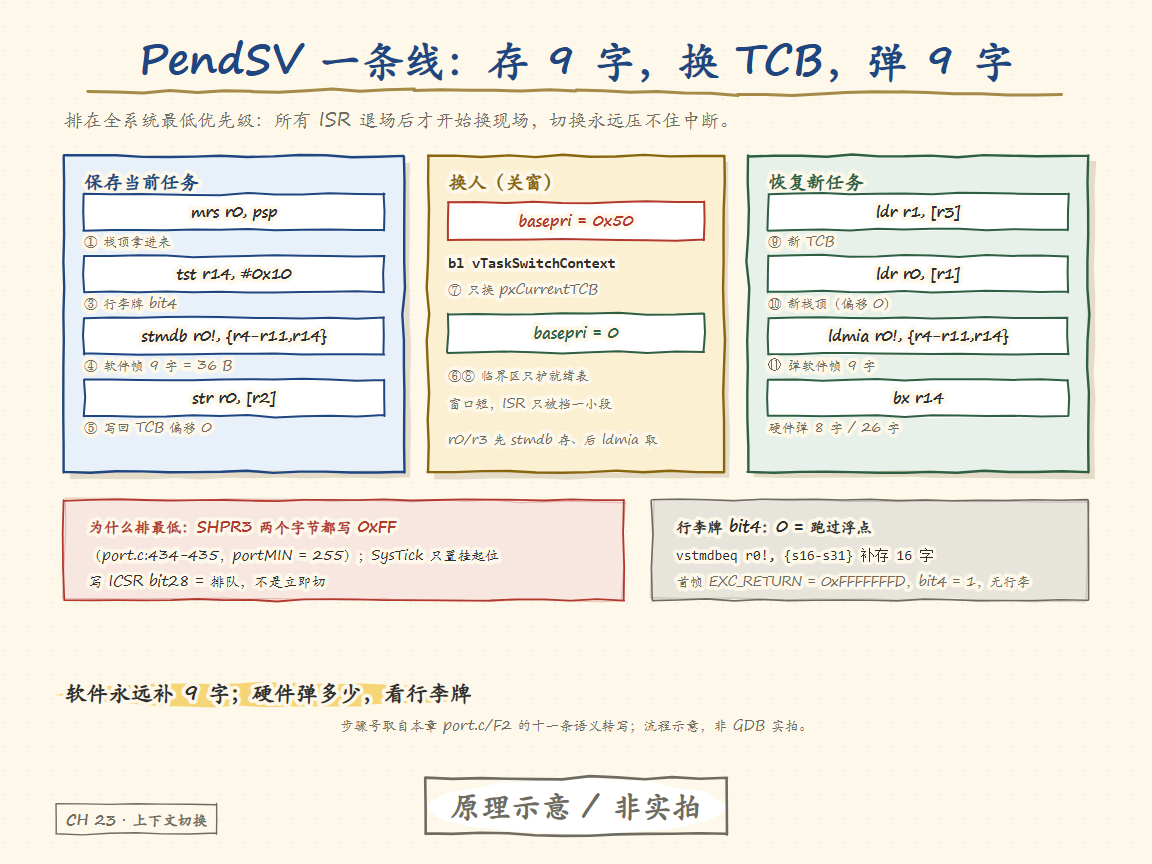 PendSV 一条线：存 9 字，换 TCB，弹 9 字
排在全系统最低优先级：所有 ISR 退场后才开始换现场，切换永远压不住中断。
保存当前任务
mrs r0, psp
① 栈顶拿进来
tst r14, #0x10
③ 行李牌 bit4
stmdb r0!, {r4-r11,r14}
④ 软件帧 9 字 = 36 B
str r0, [r2]
⑤ 写回 TCB 偏移 0
换人（关窗）
basepri = 0x50
bl vTaskSwitchContext
⑦ 只换 pxCurrentTCB
basepri = 0
⑥⑧ 临界区只护就绪表
窗口短，ISR 只被挡一小段
r0/r3 先 stmdb 存、后 ldmia 取
恢复新任务
ldr r1, [r3]
⑨ 新 TCB
ldr r0, [r1]
⑩ 新栈顶（偏移 0）
ldmia r0!, {r4-r11,r14}
⑪ 弹软件帧 9 字
bx r14
硬件弹 8 字 / 26 字
为什么排最低：SHPR3 两个字节都写 0xFF
（port.c:434-435，portMIN = 255）；SysTick 只置挂起位
写 ICSR bit28 = 排队，不是立即切
行李牌 bit4：0 = 跑过浮点
vstmdbeq r0!, {s16-s31} 补存 16 字
首帧 EXC_RETURN = 0xFFFFFFFD，bit4 = 1，无行李
软件永远补 9 字；硬件弹多少，看行李牌
步骤号取自本章 port.c/F2 的十一条语义转写；流程示意，非 GDB 实拍。
原理示意 / 非实拍
CH 23 · 上下文切换